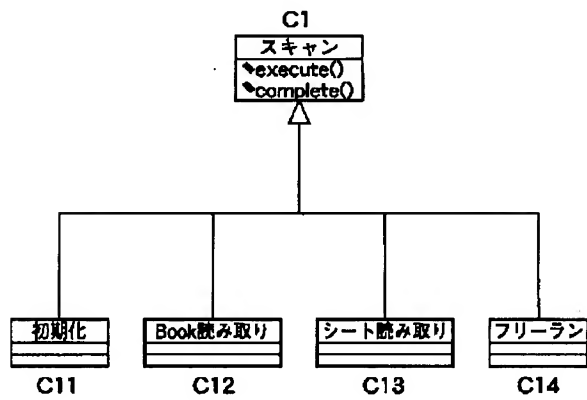 C1
スキャン
execute()
complete()
初期化
Book読み取り
シート読み取り
フリーラン
C11
C12
C13
C14